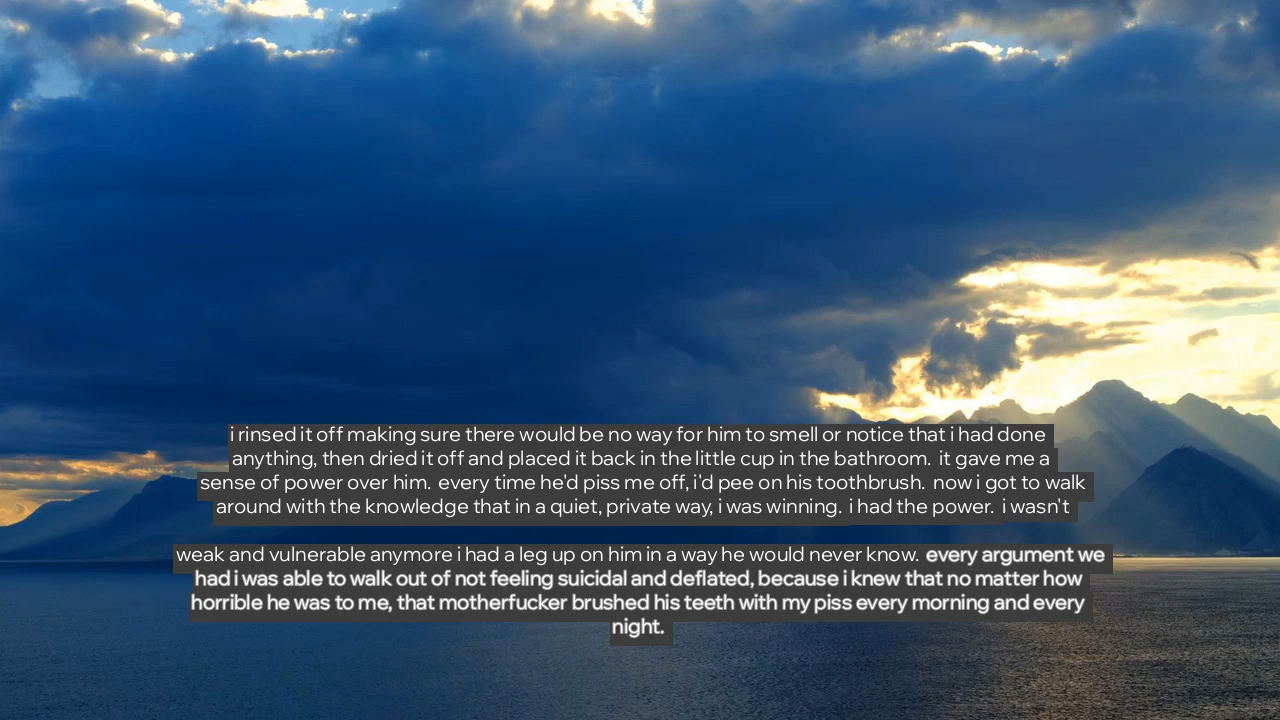 i rinsed it off making sure there would be no way for him to smell or notice that i had done
anything, then dried it off and placed it back in the little cup in the bathroom. it gave me a
sense of power over him. every time he'd piss me off, i'd pee on his toothbrush. now i got to walk
around with the knowledge that in a quiet, private way, i was winning. i had the power. i wasn't
weak and vulnerable anymore i had a leg up on him in a way he would never know. every argument we
had i was able to walk out of not feeling suicidal and deflated, because i knew that no matter how
horrible he was to me, that motherfucker brushed his teeth with my piss every morning and every
night.